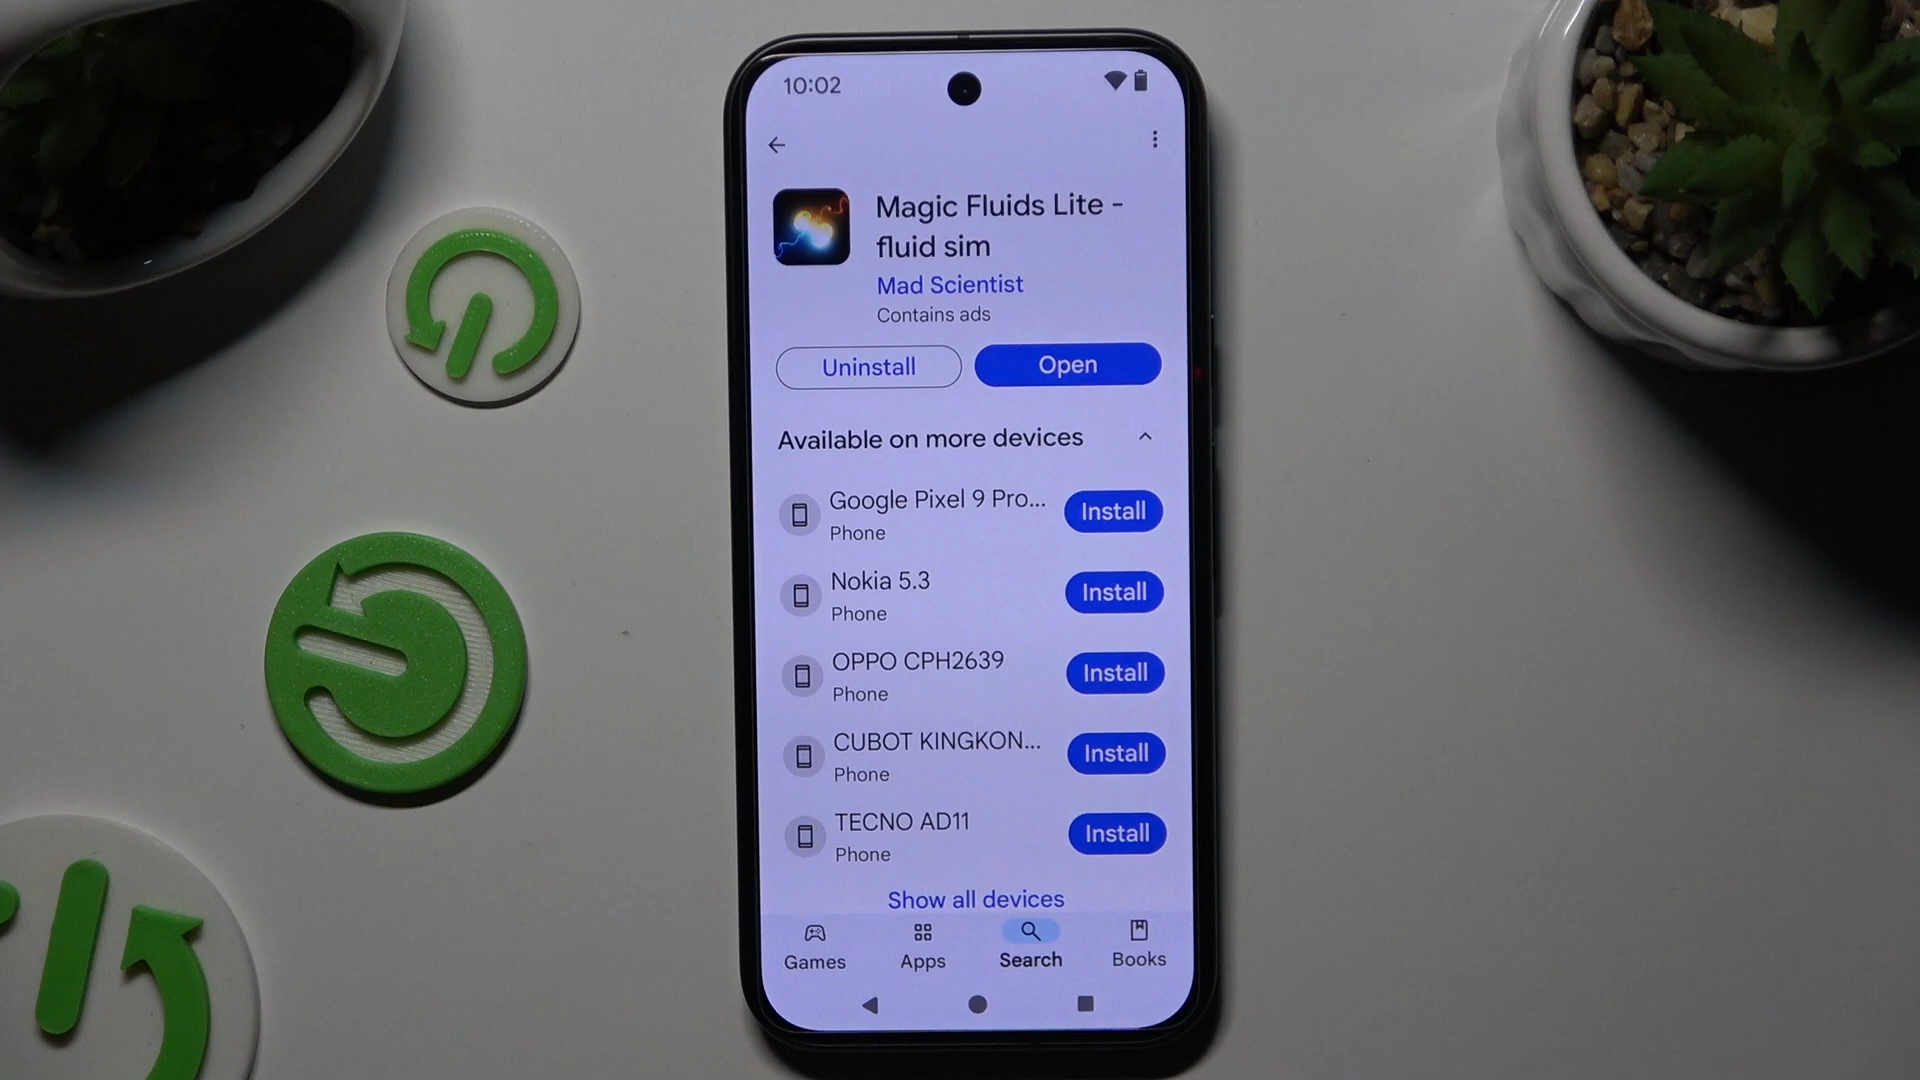 10:02
Magic Fluids Lite -
fluid sim
Mad Scientist
Contains ads
Uninstall
Open
Available on more devices
Google Pixel 9 Pro...
Phone
Install
Nokia 5.3
Phone
Install
OPPO CPH2639
Phone
Install
CUBOT KINGKON...
Phone
Install
TECNO AD11
Phone
Install
Show all devices
Games
Apps
Search
Books